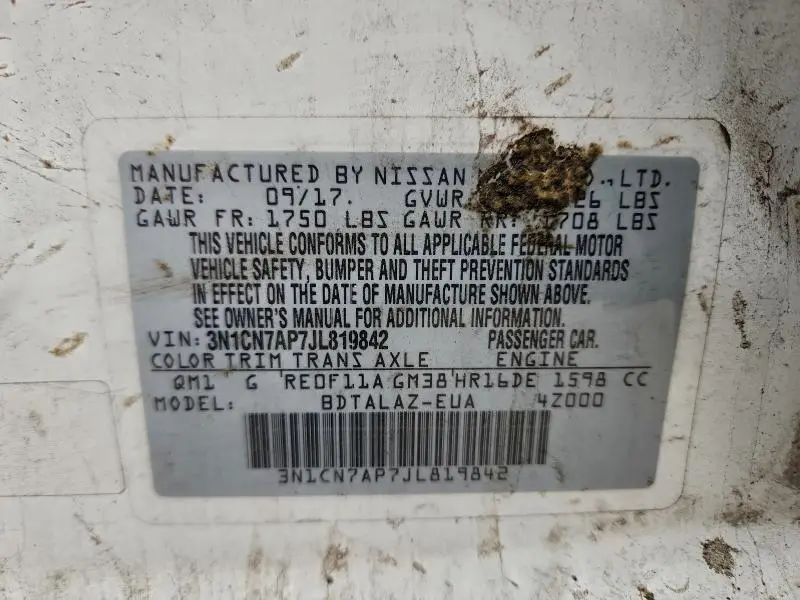 MANUFACTURED BY NISSAN LTD.
DATE: 09/17. GVWR 26 LBS
GAWR FR: 1750 LBS GAWR RR: 1708 LBS
THIS VEHICLE CONFORMS TO ALL APPLICABLE FEDERAL MOTOR
VEHICLE SAFETY, BUMPER AND THEFT PREVENTION STANDARDS
IN EFFECT ON THE DATE OF MANUFACTURE SHOWN ABOVE.
SEE OWNER'S MANUAL FOR ADDITIONAL INFORMATION.
VIN: 3N1CN7AP7JL819842 PASSENGER CAR.
COLOR TRIM TRANS AXLE ENGINE
QM1 G RE0F11A GM38 HR16DE 1598 CC
MODEL: BDTALAZ-EUA 4Z000
3N1CN7AP7JL819842